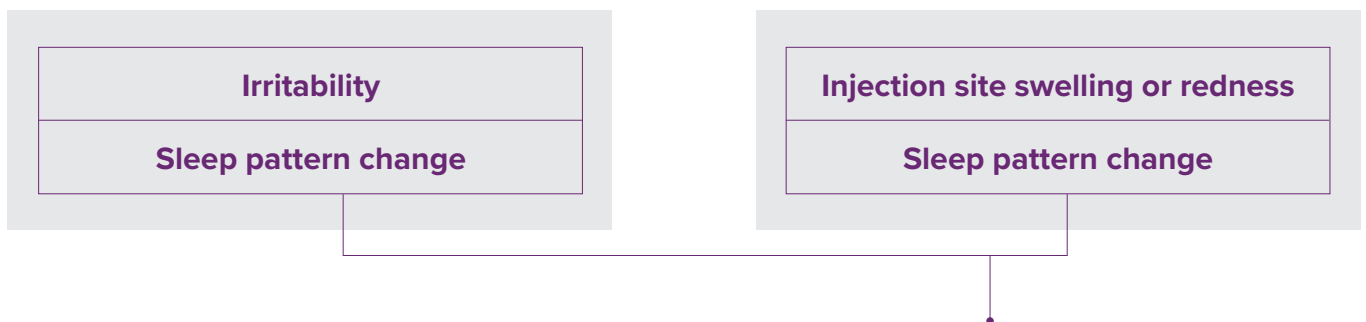 Irritability
Sleep pattern change
Injection site swelling or redness
Sleep pattern change